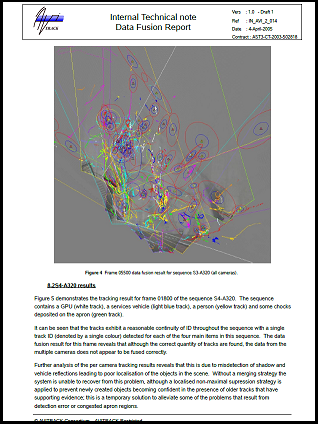 Internal Technical note
Data Fusion Report
Vers : 1.0 - Draft 1
Ref : IN_AVI_2_014
Date : 4-April-2005
Contract : AST3-CT-2003-502818
TRACK
Figure 4 Frame 05500 data fusion result for sequence S3-A320 (all cameras).
8.2S4-A320 results
Figure 5 demonstrates the tracking result for frame 01800 of the sequence S4-A320. The sequence
contains a GPU (white track), a services vehicle (light blue track), a person (yellow track) and some chocks
deposited on the apron (green track).
It can be seen that the tracks exhibit a reasonable continuity of ID throughout the sequence with a single
track ID (denoted by a single colour) detected for each of the four main items in this sequence. The data
fusion result for this frame reveals that although the correct quantity of tracks are found, the data from the
multiple cameras does not appear to be fused correctly.
Further analysis of the per camera tracking results reveals that this is due to misdetection of shadow and
vehicle reflections leading to poor localisation of the objects in the scene. Without a merging strategy the
system is unable to recover from this problem, although a localised non-maximal supression strategy is
applied to prevent newly created objects becoming confident in the presence of older tracks that have
supporting evidence; this is a temporary solution to alleviate some of the problems that result from
detection error or congested apron regions.